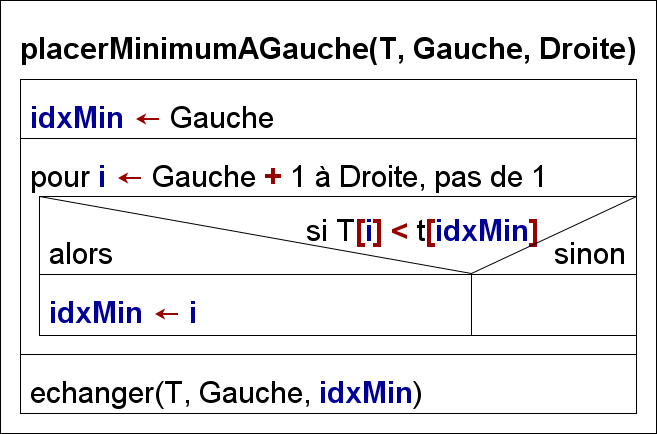 placerMinimumAGauche(T, Gauche, Droite)
idxMin ← Gauche
pour i ← Gauche + 1 à Droite, pas de 1
si T[i] < t[idxMin]
alors sinon
idxMin ← i
echanger(T, Gauche, idxMin)